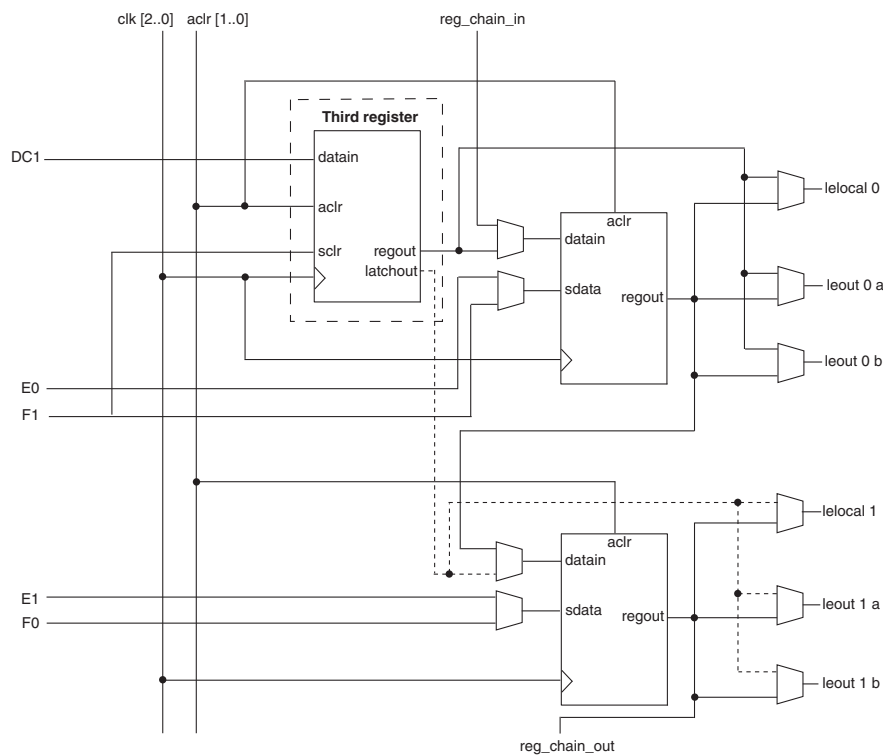 clk [2..0] aclr [1..0] reg_chain_in
Third register
DC1
datain
aclr
sclr
regout
latchout
aclr
datain
sdata
regout
lelocal 0
leout 0 a
leout 0 b
E0
F1
aclr
datain
sdata
regout
lelocal 1
leout 1 a
leout 1 b
E1
F0
reg_chain_out